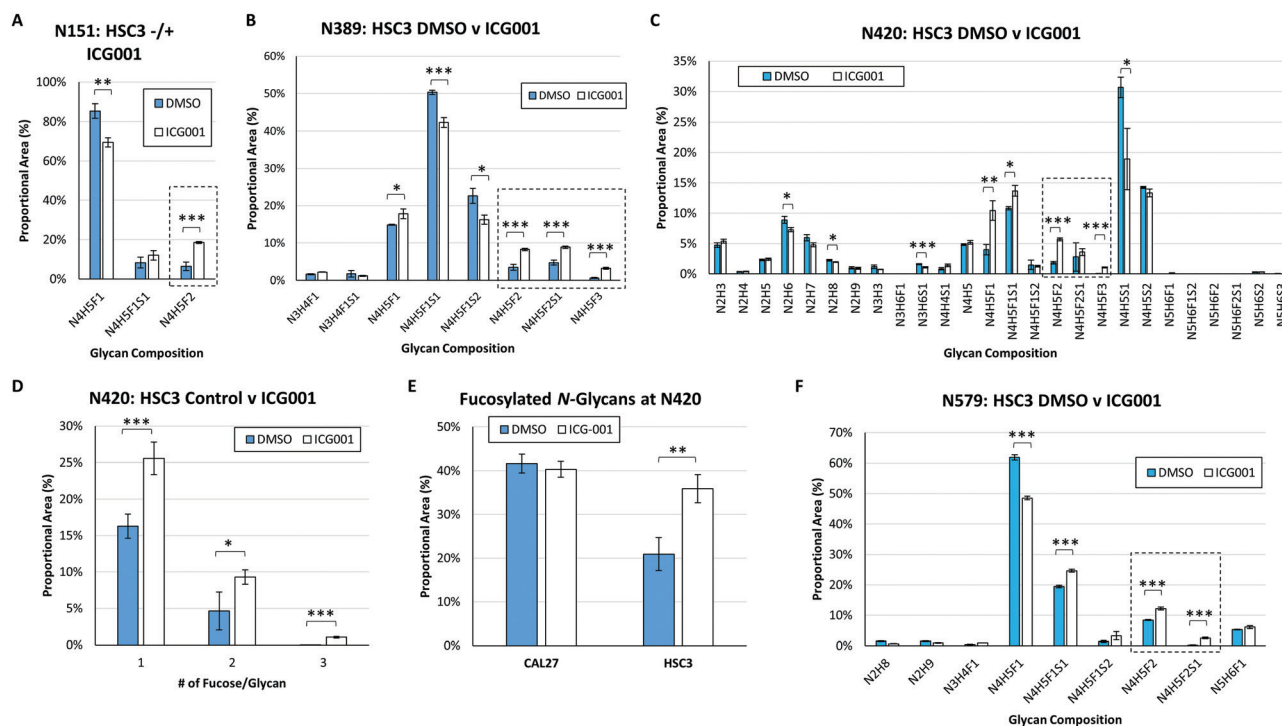 A
N151: HSC3 -/+
ICG001
100%
80%
60%
40%
20%
0%
Proportional Area (%)
DMSO
ICG001
**
***
N4H5F1
N4H5F1S1
N4H5F2
Glycan Composition
B
N389: HSC3 DMSO v ICG001
60%
50%
40%
30%
20%
10%
0%
Proportional Area (%)
DMSO
ICG001
*
***
*
***
***
***
N3H4F1
N3H4F1S1
N4H5F1
N4H5F1S1
N4H5F1S2
N4H5F2
N4H5F2S1
N4H5F3
Glycan Composition
C
N420: HSC3 DMSO v ICG001
35%
30%
25%
20%
15%
10%
5%
0%
Proportional Area (%)
DMSO
ICG001
*
*
***
**
*
***
***
*
N2H3
N2H4
N2H5
N2H6
N2H7
N2H8
N2H9
N3H3
N3H6F1
N3H6S1
N4H4S1
N4H5
N4H5F1
N4H5F1S1
N4H5F1S2
N4H5F2
N4H5F2S1
N4H5F3
N4H5S1
N4H5S2
N5H6F1
N5H6F1S2
N5H6F2
N5H6F2S1
N5H6S2
N5H6S3
Glycan Composition
D
N420: HSC3 Control v ICG001
30%
25%
20%
15%
10%
5%
0%
Proportional Area (%)
DMSO
ICG001
***
*
***
1
2
3
# of Fucose/Glycan
E
Fucosylated N-Glycans at N420
50%
40%
30%
20%
10%
0%
Proportional Area (%)
DMSO
ICG-001
**
CAL27
HSC3
F
N579: HSC3 DMSO v ICG001
70%
60%
50%
40%
30%
20%
10%
0%
Proportional Area (%)
DMSO
ICG001
***
***
***
***
N2H8
N2H9
N3H4F1
N4H5F1
N4H5F1S1
N4H5F1S2
N4H5F2
N4H5F2S1
N5H6F1
Glycan Composition